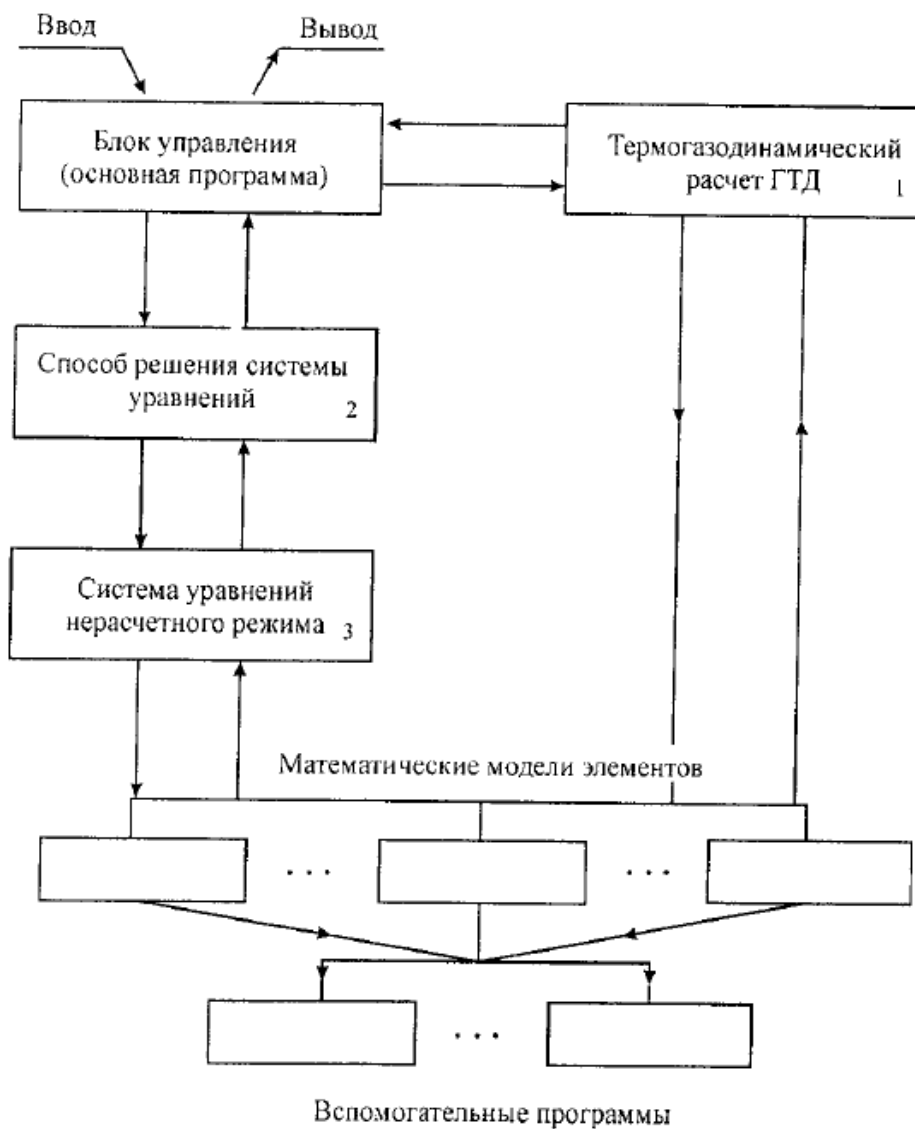 Ввод
Вывод
Блок управления
(основная программа)
Термогазодинамический
расчет ГТД
1
Способ решения системы
уравнений
2
Система уравнений
нерасчетного режима
3
Математические модели элементов
. . .
. . .
. . .
Вспомогательные программы